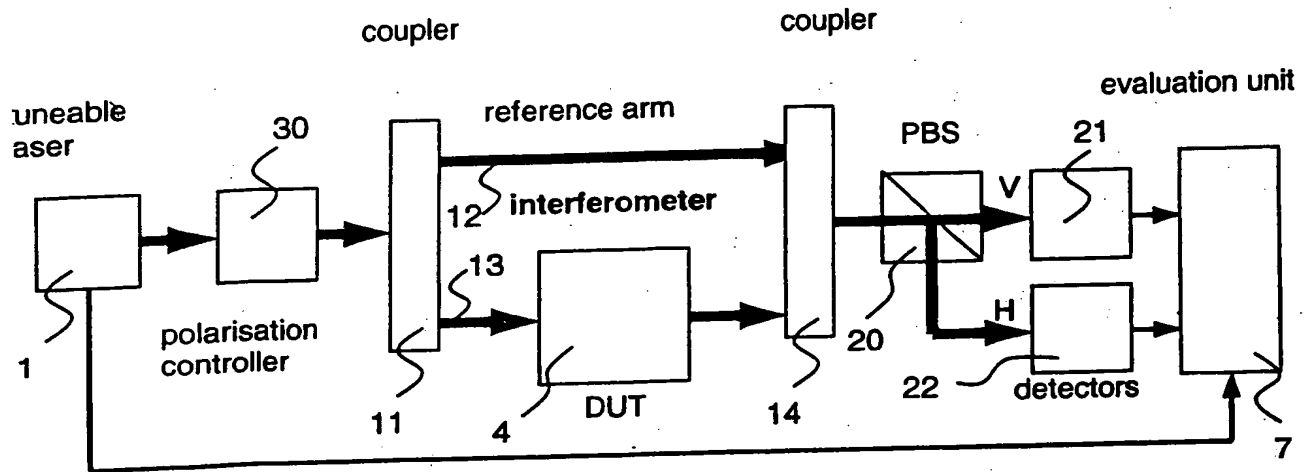 coupler
coupler
uneable
aser
30
reference arm
PBS
evaluation unit
21
V
12
interferometer
13
H
polarisation
controller
1
11
4
DUT
14
20
22
detectors
7